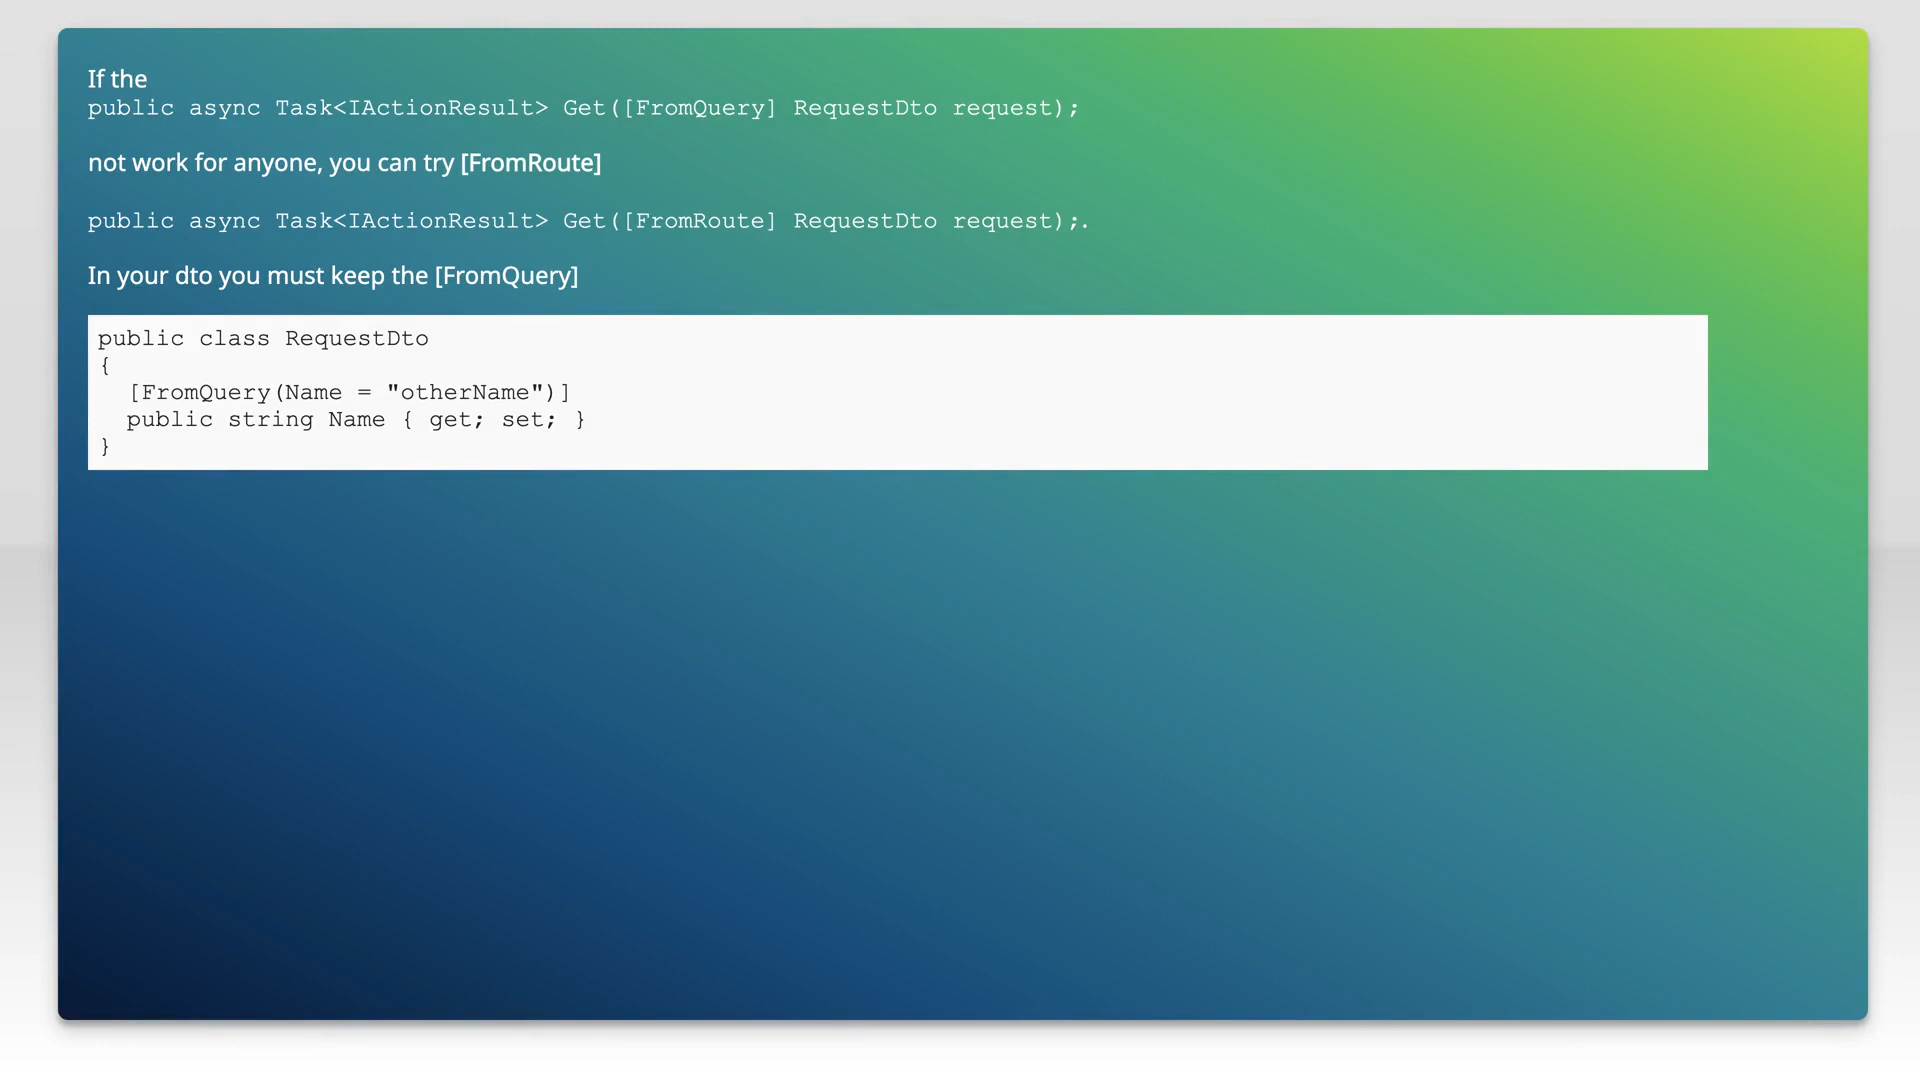 If the
public async Task<IActionResult> Get([FromQuery] RequestDto request);
not work for anyone, you can try [FromRoute]
public async Task<IActionResult> Get([FromRoute] RequestDto request);.
In your dto you must keep the [FromQuery]
public class RequestDto
{
  [FromQuery(Name = "otherName")]
  public string Name { get; set; }
}